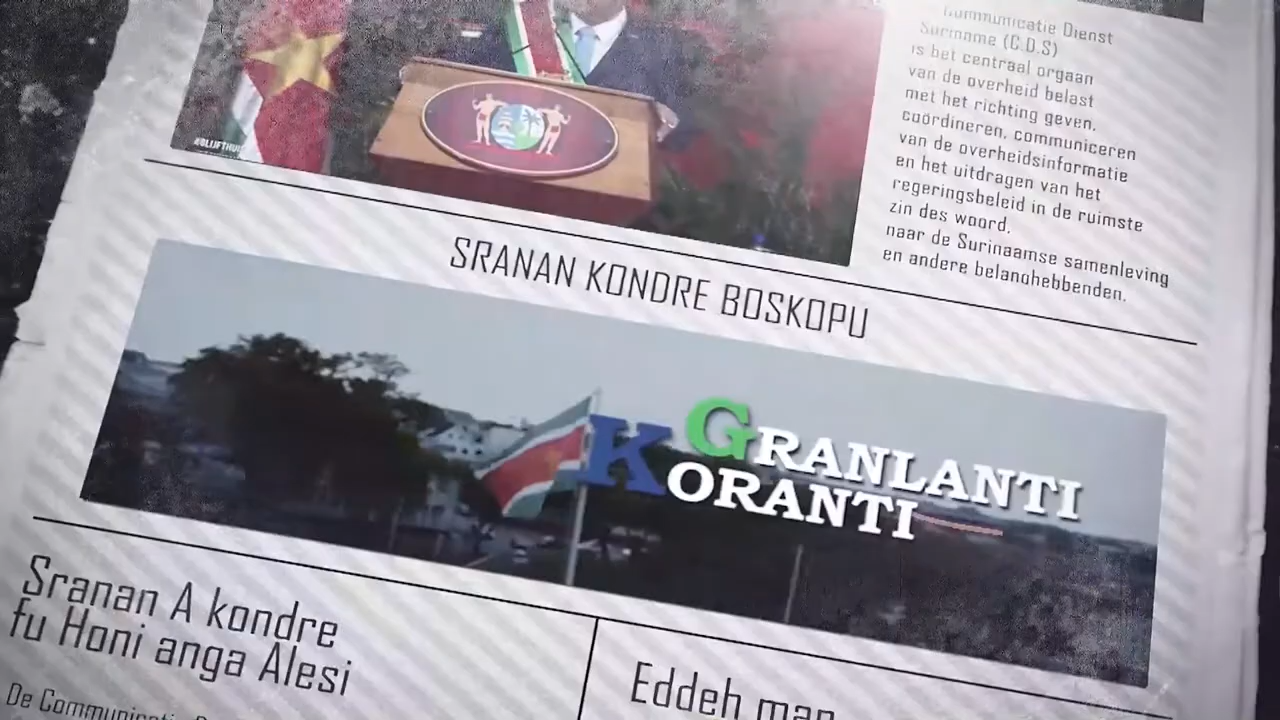 Communicatie Dienst
Suriname (C.D.S)
is het centraal orgaan
van de overheid belast
met het richting geven,
coördineren, communiceren
van de overheidsinformatie
en het uitdragen van het
regeringsbeleid in de ruimste
zin des woord,
naar de Surinaamse samenleving
en andere belanghebbenden.
SRANAN KONDRE BOSKOPU
GRANLANTI
KORANTI
Sranan A kondre
fu Honi anga Alesi
De
Eddeh man